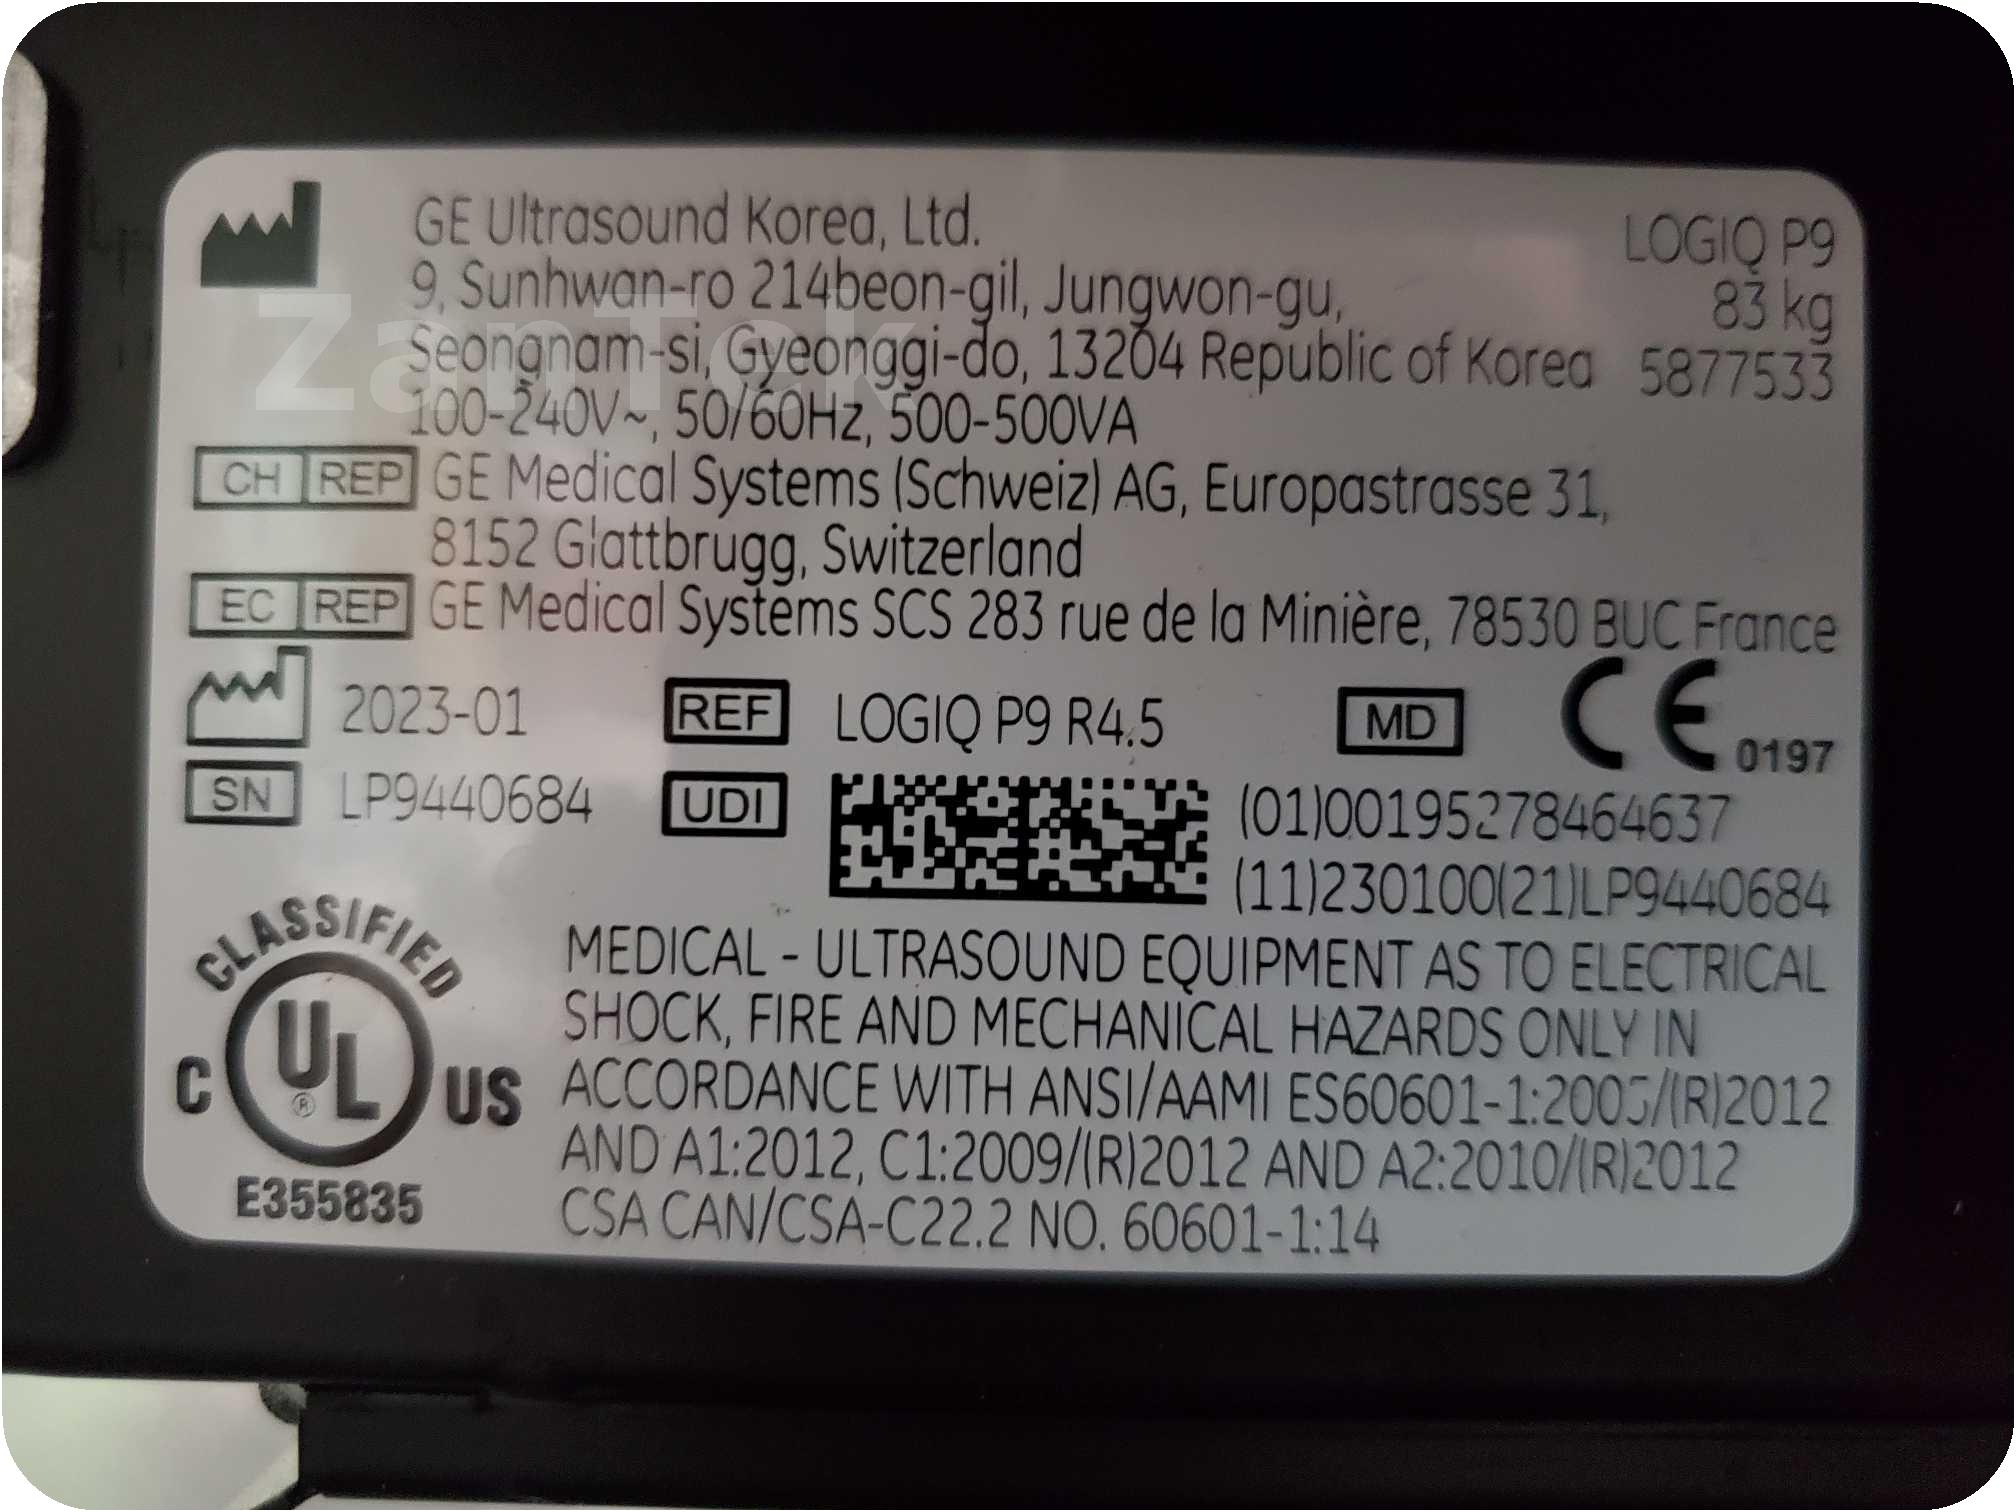 GE Ultrasound Korea, Ltd.
LOGIQ P9
9, Sunhwan-ro 214beon-gil, Jungwon-gu,
83 kg
Seongnam-si, Gyeonggi-do, 13204 Republic of Korea
5877533
100-240V~, 50/60Hz, 500-500VA
ZanTek
CH REP GE Medical Systems (Schweiz) AG, Europastrasse 31,
8152 Glattbrugg, Switzerland
EC REP GE Medical Systems SCS 283 rue de la Minière, 78530 BUC France
2023-01 REF LOGIQ P9 R4.5 MD CE 0197
SN LP9440684 UDI (01)00195278464637
(11)230100(21)LP9440684
CLASSIFIED
C UL ® US
E355835
MEDICAL - ULTRASOUND EQUIPMENT AS TO ELECTRICAL
SHOCK, FIRE AND MECHANICAL HAZARDS ONLY IN
ACCORDANCE WITH ANSI/AAMI ES60601-1:2005/(R)2012
AND A1:2012, C1:2009/(R)2012 AND A2:2010/(R)2012
CSA CAN/CSA-C22.2 NO. 60601-1:14